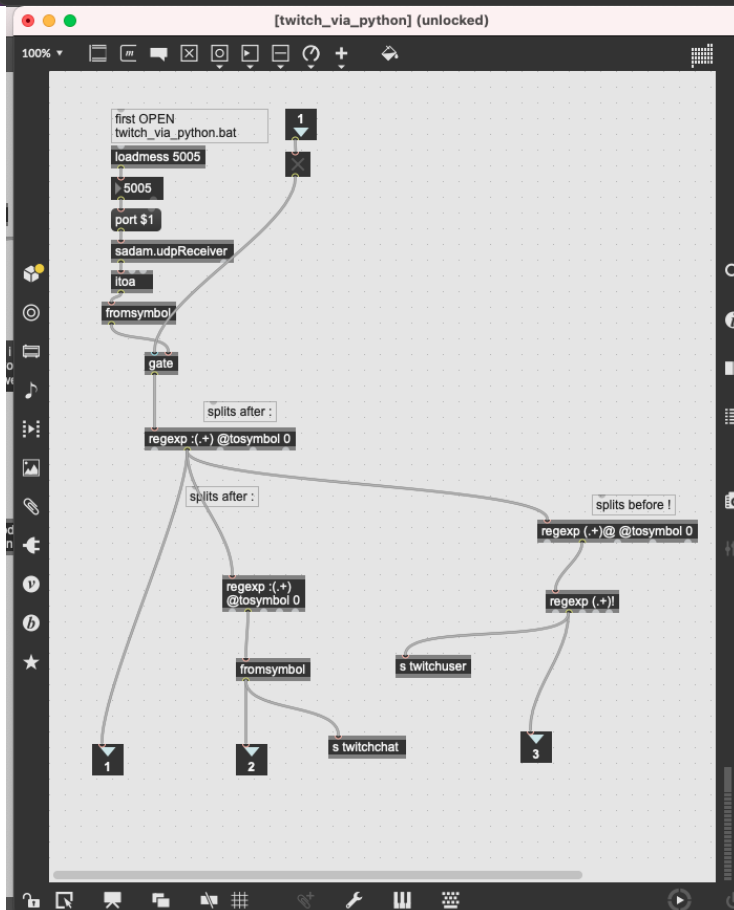 [twitch_via_python] (unlocked)
100%
m
first OPEN
twitch_via_python.bat
1
loadmess 5005
5005
port $1
sadam.udpReceiver
itoa
fromsymbol
gate
splits after :
regexp :(.+) @tosymbol 0
splits after :
splits before !
regexp (.+)@ @tosymbol 0
regexp :(.+)
@tosymbol 0
regexp (.+)!
s twitchuser
fromsymbol
s twitchchat
1
2
3
v
b